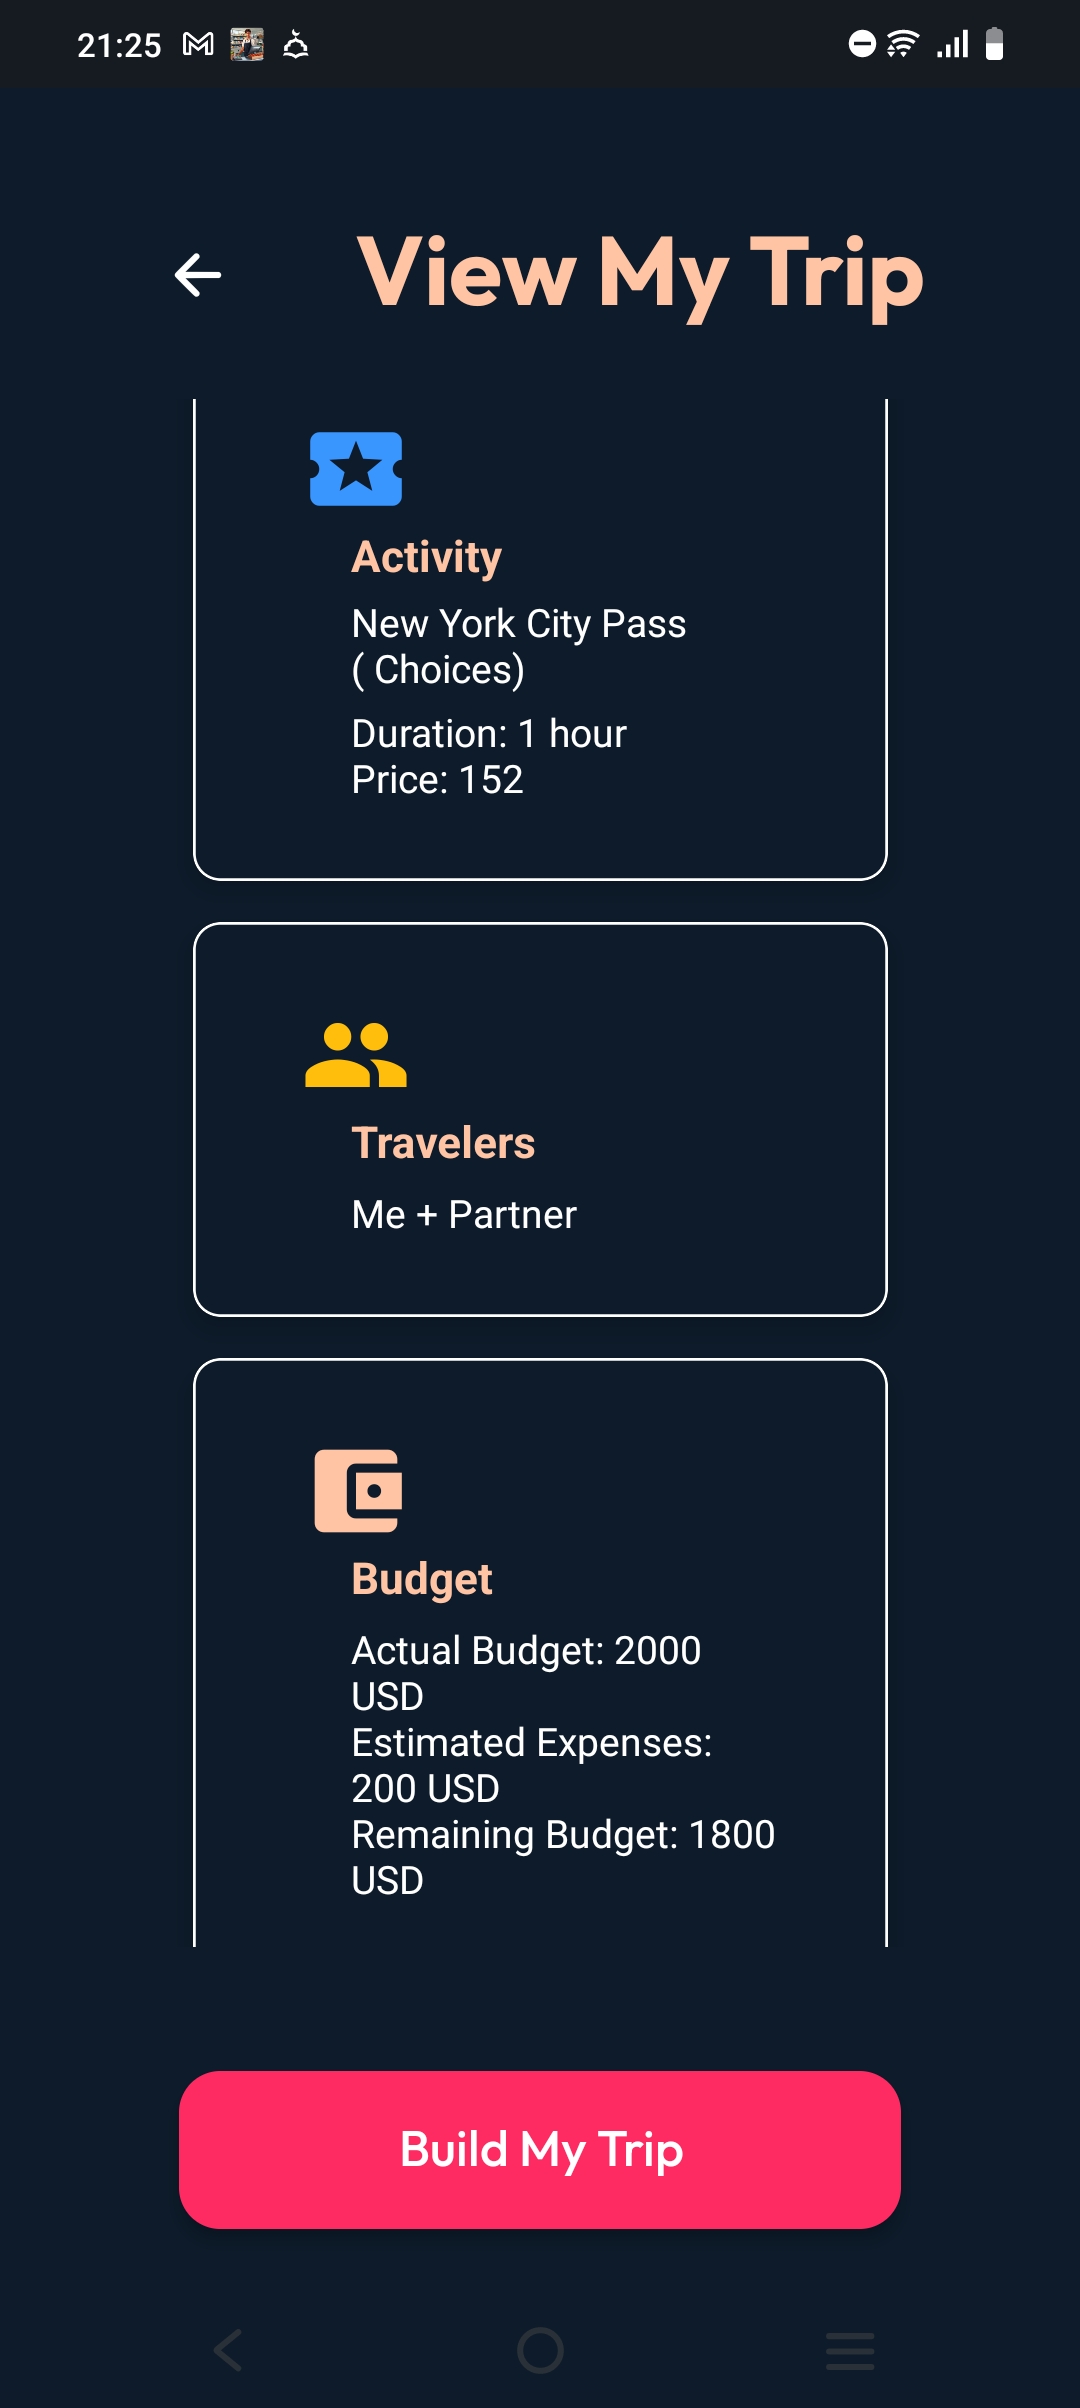 21:25
View My Trip
Activity
New York City Pass
( Choices)
Duration: 1 hour
Price: 152
Travelers
Me + Partner
Budget
Actual Budget: 2000
USD
Estimated Expenses:
200 USD
Remaining Budget: 1800
USD
Build My Trip